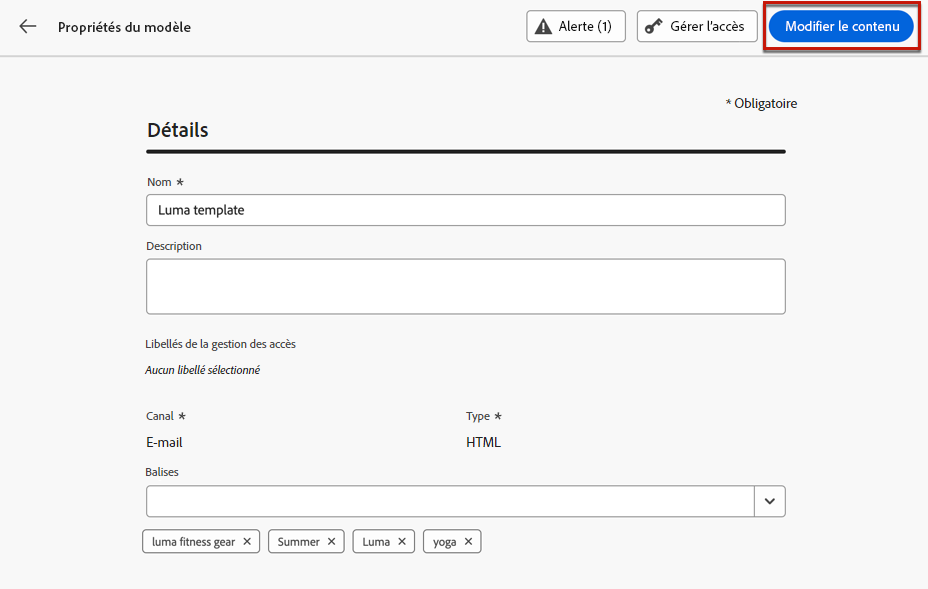 Propriétés du modèle
Alerte (1)
Gérer l'accès
Modifier le contenu
* Obligatoire
Détails
Nom *
Luma template
Description
Libellés de la gestion des accès
Aucun libellé sélectionné
Canal *
Type *
E-mail
HTML
Balises
luma fitness gear
Summer
Luma
yoga